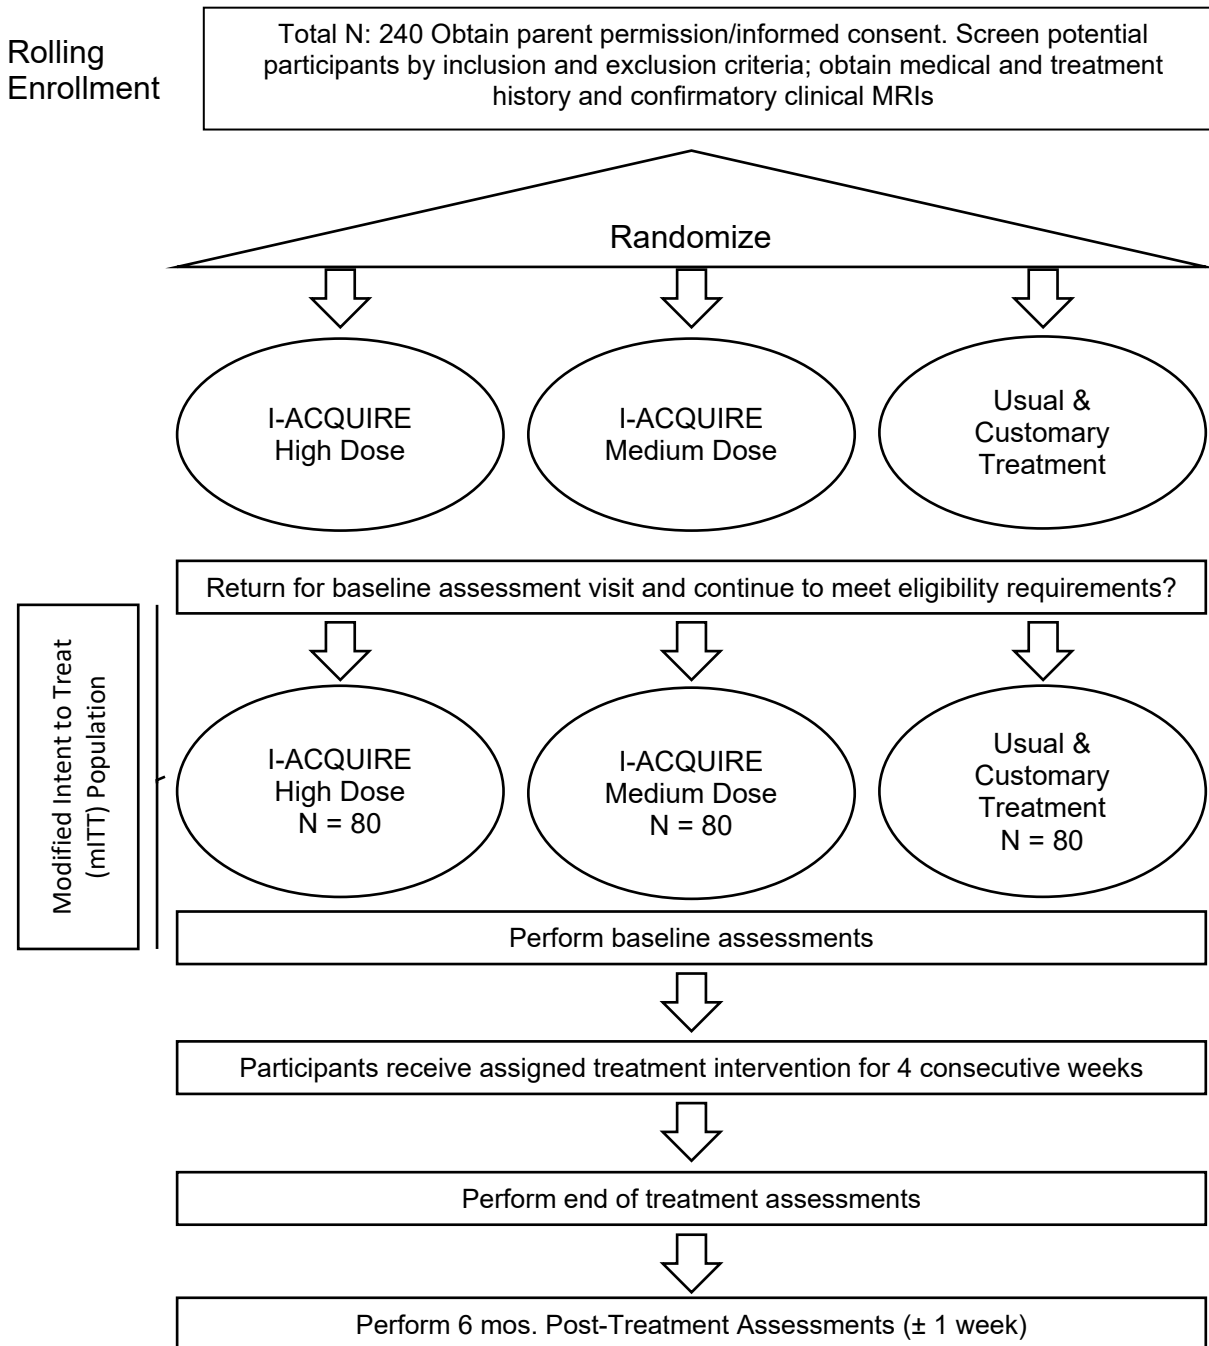 Rolling
Enrollment
Total N: 240 Obtain parent permission/informed consent. Screen potential
participants by inclusion and exclusion criteria; obtain medical and treatment
history and confirmatory clinical MRIs
Randomize
I-ACQUIRE
High Dose
I-ACQUIRE
Medium Dose
Usual &
Customary
Treatment
Return for baseline assessment visit and continue to meet eligibility requirements?
Modified Intent to Treat
(mITT) Population
I-ACQUIRE
High Dose
N = 80
I-ACQUIRE
Medium Dose
N = 80
Usual &
Customary
Treatment
N = 80
Perform baseline assessments
Participants receive assigned treatment intervention for 4 consecutive weeks
Perform end of treatment assessments
Perform 6 mos. Post-Treatment Assessments (± 1 week)